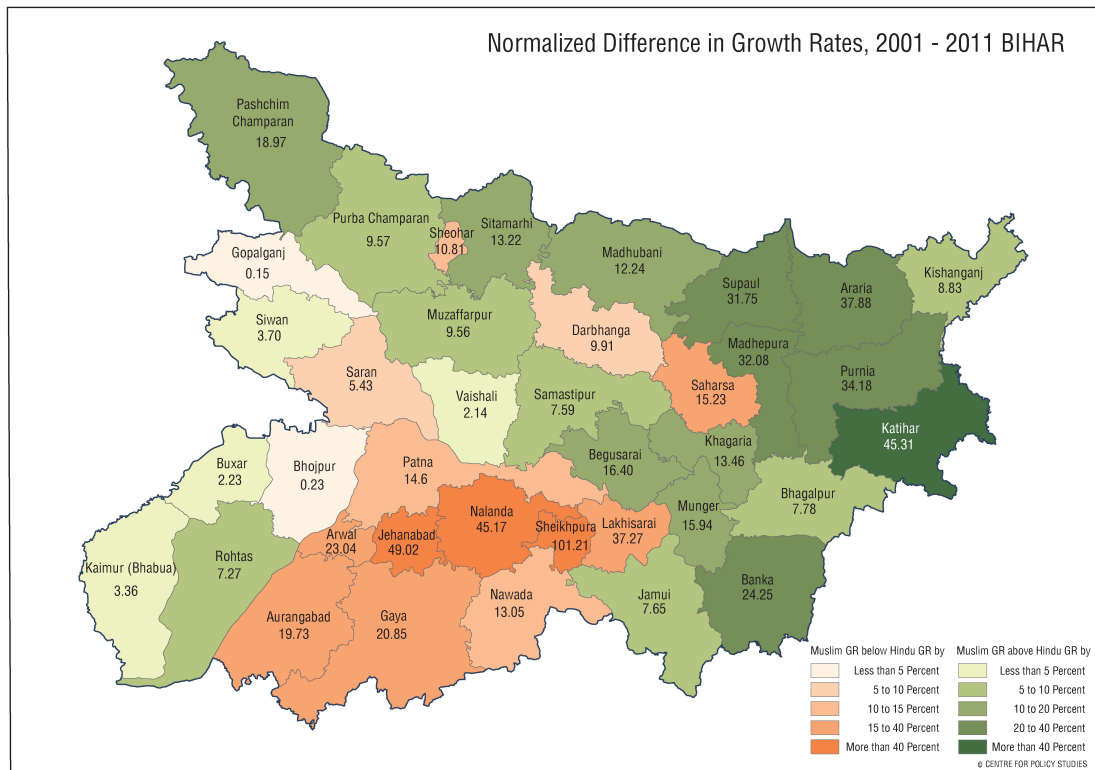 Normalized Difference in Growth Rates, 2001 - 2011 BIHAR
Pashchim
Champaran
18.97
Purba Champaran
9.57
Sheohar
10.81
Sitamarhi
13.22
Gopalganj
0.15
Madhubani
12.24
Supaul
31.75
Araria
37.88
Kishanganj
8.83
Siwan
3.70
Muzaffarpur
9.56
Darbhanga
9.91
Madhepura
32.08
Purnia
34.18
Saran
5.43
Vaishali
2.14
Samastipur
7.59
Saharsa
15.23
Katihar
45.31
Khagaria
13.46
Begusarai
16.40
Buxar
2.23
Bhojpur
0.23
Patna
14.6
Bhagalpur
7.78
Munger
15.94
Nalanda
45.17
Sheikhpura
101.21
Lakhisarai
37.27
Arwal
23.04
Jehanabad
49.02
Rohtas
7.27
Kaimur (Bhabua)
3.36
Banka
24.25
Nawada
13.05
Jamui
7.65
Aurangabad
19.73
Gaya
20.85
Muslim GR below Hindu GR by
Less than 5 Percent
5 to 10 Percent
10 to 15 Percent
15 to 40 Percent
More than 40 Percent
Muslim GR above Hindu GR by
Less than 5 Percent
5 to 10 Percent
10 to 20 Percent
20 to 40 Percent
More than 40 Percent
© CENTRE FOR POLICY STUDIES